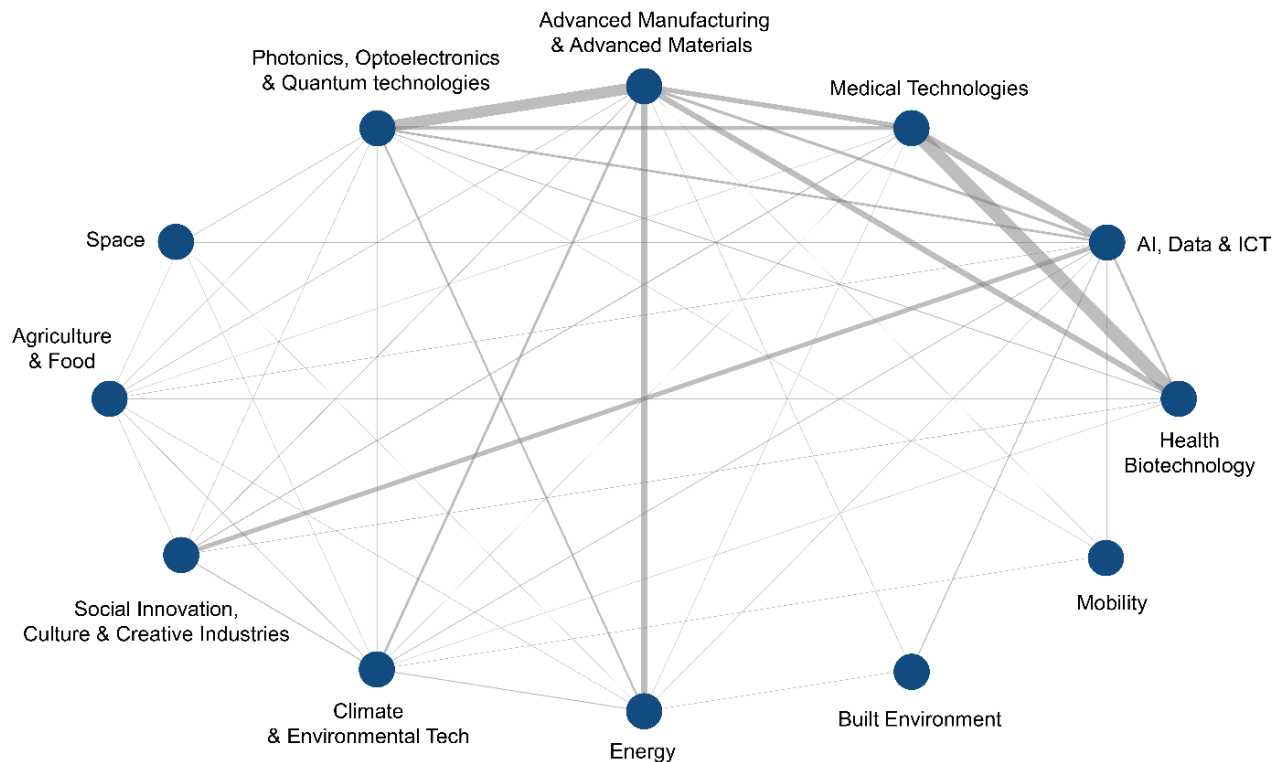 Advanced Manufacturing
& Advanced Materials
Photonics, Optoelectronics
& Quantum technologies
Medical Technologies
Space
AI, Data & ICT
Agriculture
& Food
Health
Biotechnology
Social Innovation,
Culture & Creative Industries
Mobility
Climate
& Environmental Tech
Built Environment
Energy